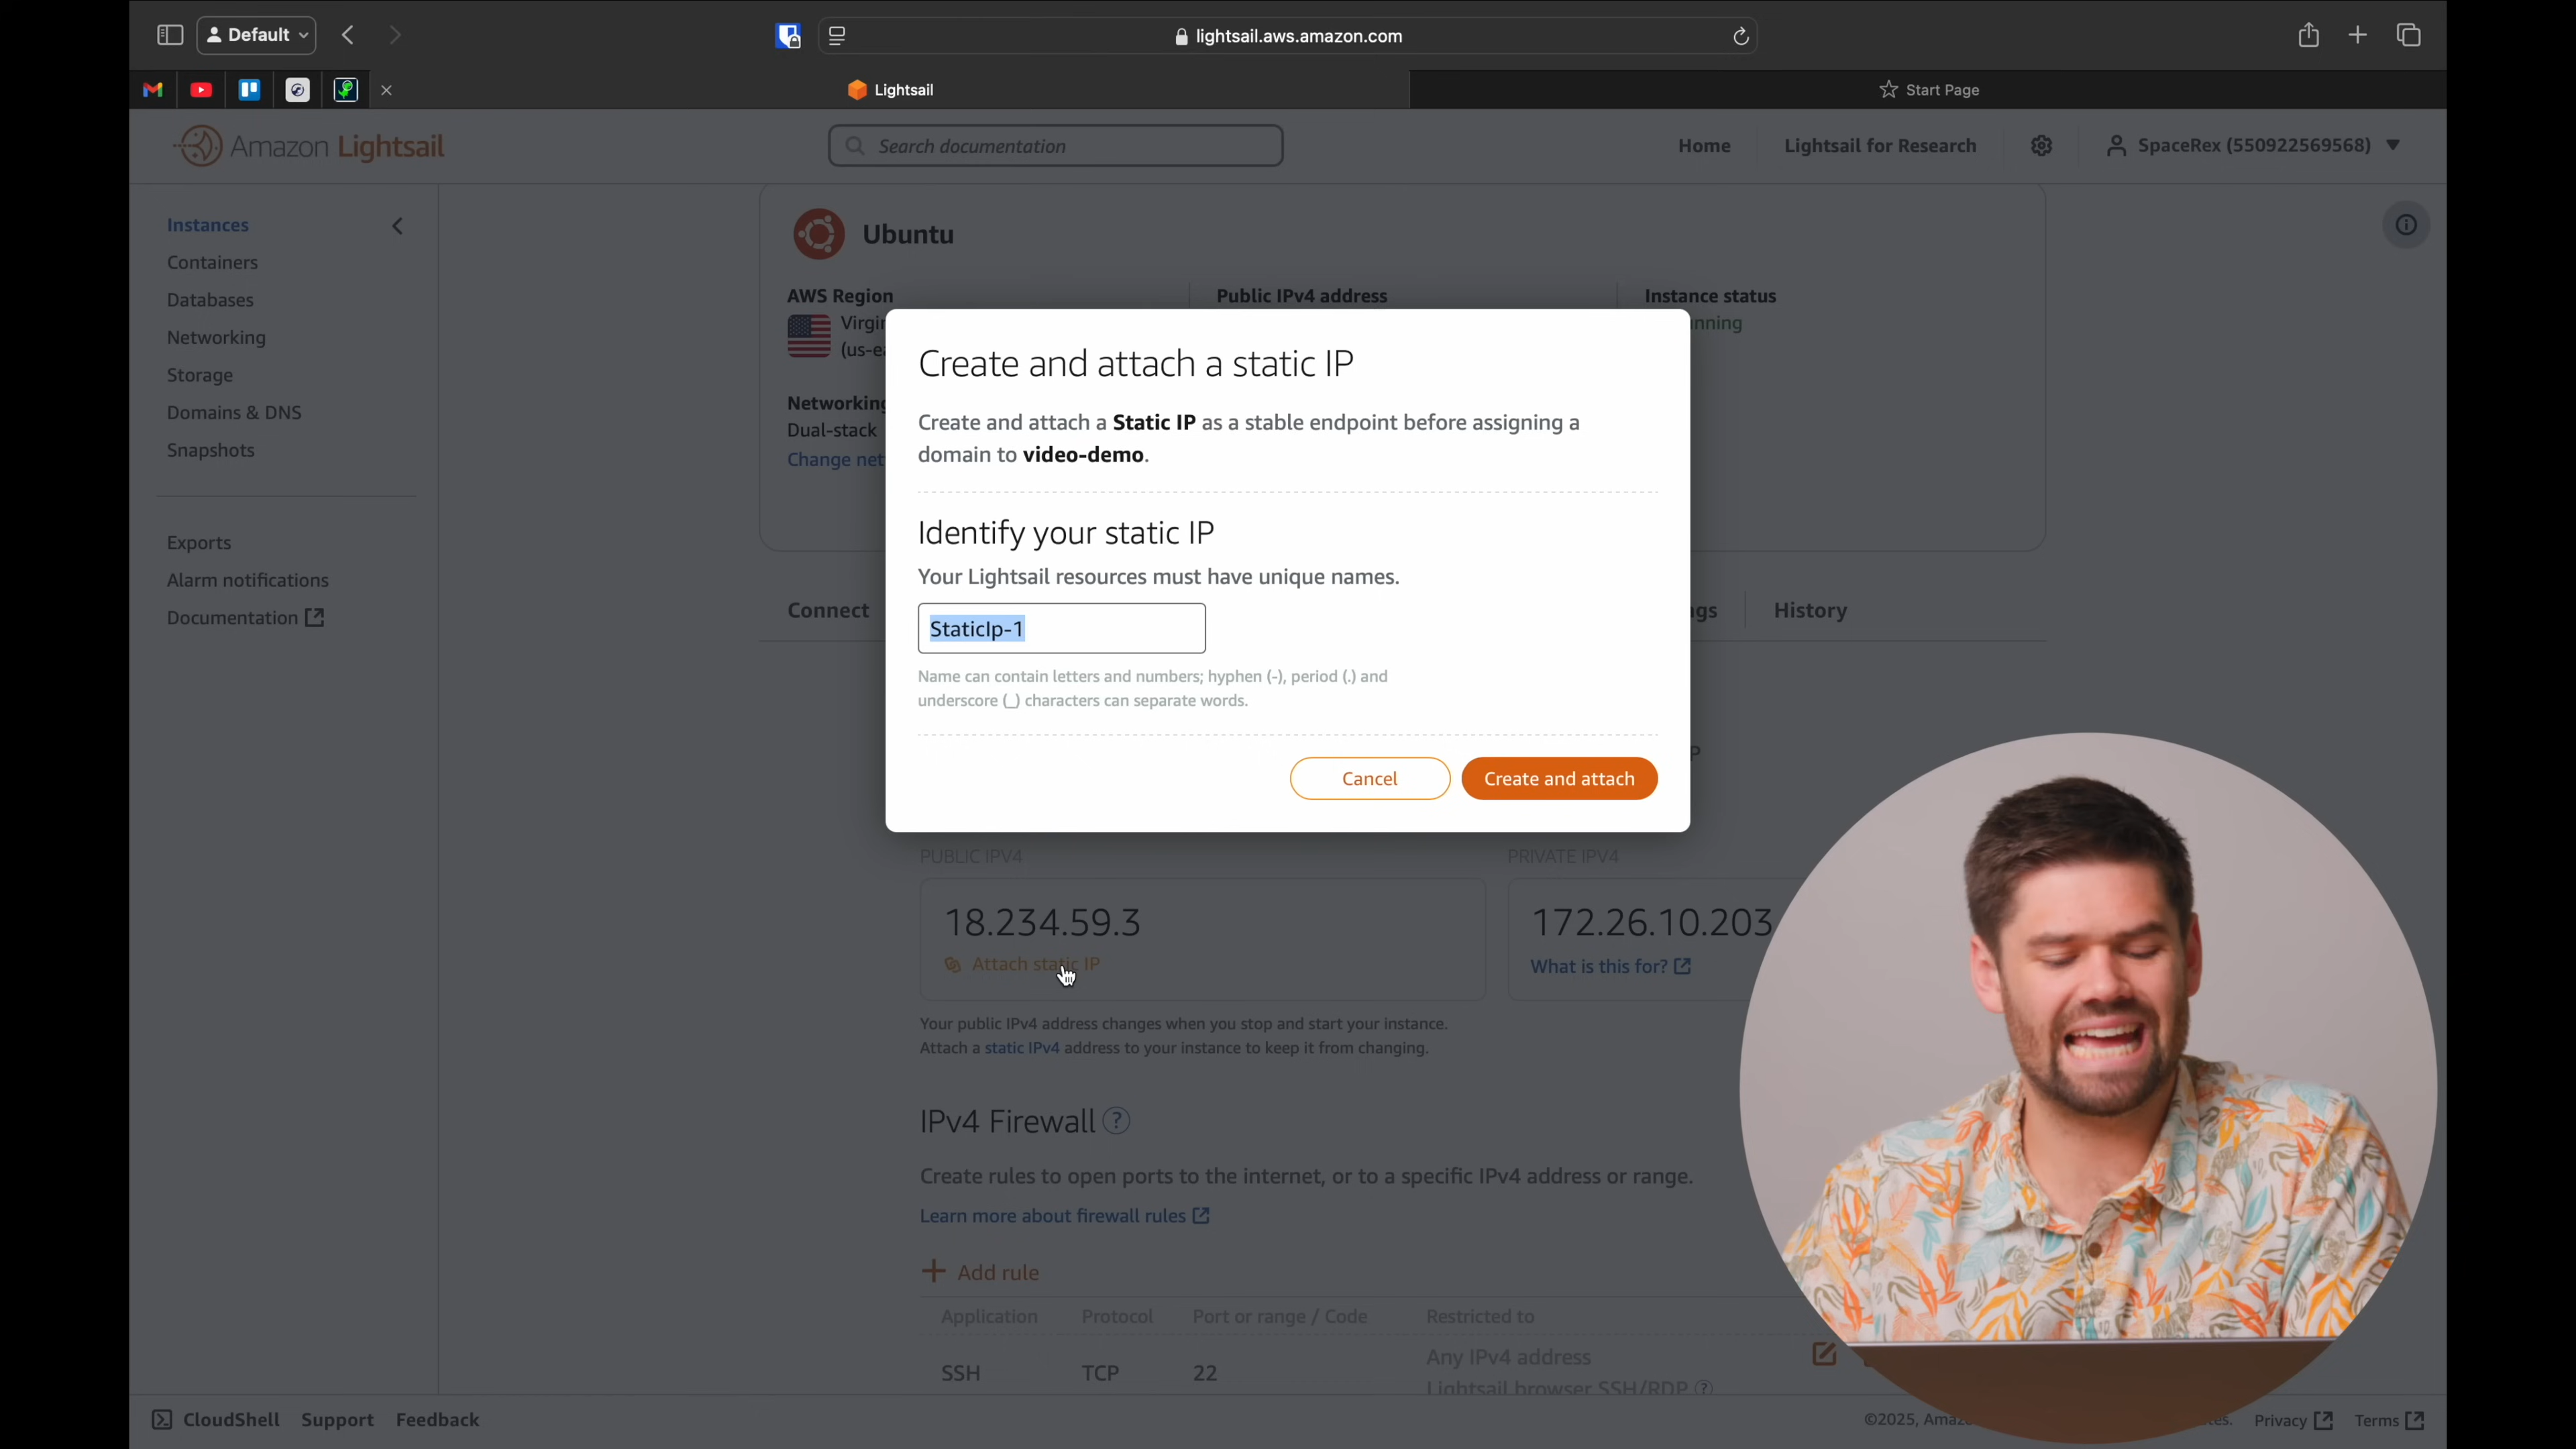 Default
lightsail.aws.amazon.com
Lightsail
Start Page
Amazon Lightsail
Search documentation
Home
Lightsail for Research
SpaceRex (550922569568)
Instances
Containers
Databases
Networking
Storage
Domains & DNS
Snapshots
Exports
Alarm notifications
Documentation
Ubuntu
AWS Region
Public IPv4 address
Instance status
Networking
Dual-stack
Create and attach a static IP
Create and attach a Static IP as a stable endpoint before assigning a
domain to video-demo.
Identify your static IP
Your Lightsail resources must have unique names.
StaticIp-1
Name can contain letters and numbers; hyphen (-), period (.) and
underscore (_) characters can separate words.
Cancel
Create and attach
Connect
History
PUBLIC IPV4
PRIVATE IPV4
18.234.59.3
172.26.10.203
Attach static IP
What is this for?
Your public IPv4 address changes when you stop and start your instance.
Attach a static IPv4 address to your instance to keep it from changing.
IPv4 Firewall ?
Create rules to open ports to the internet, or to a specific IPv4 address or range.
Learn more about firewall rules
+ Add rule
Application Protocol Port or range / Code Restricted to
SSH TCP 22 Any IPv4 address
Lightsail browser SSH/RDP ?
CloudShell
Support
Feedback
©2025,
Privacy
Terms